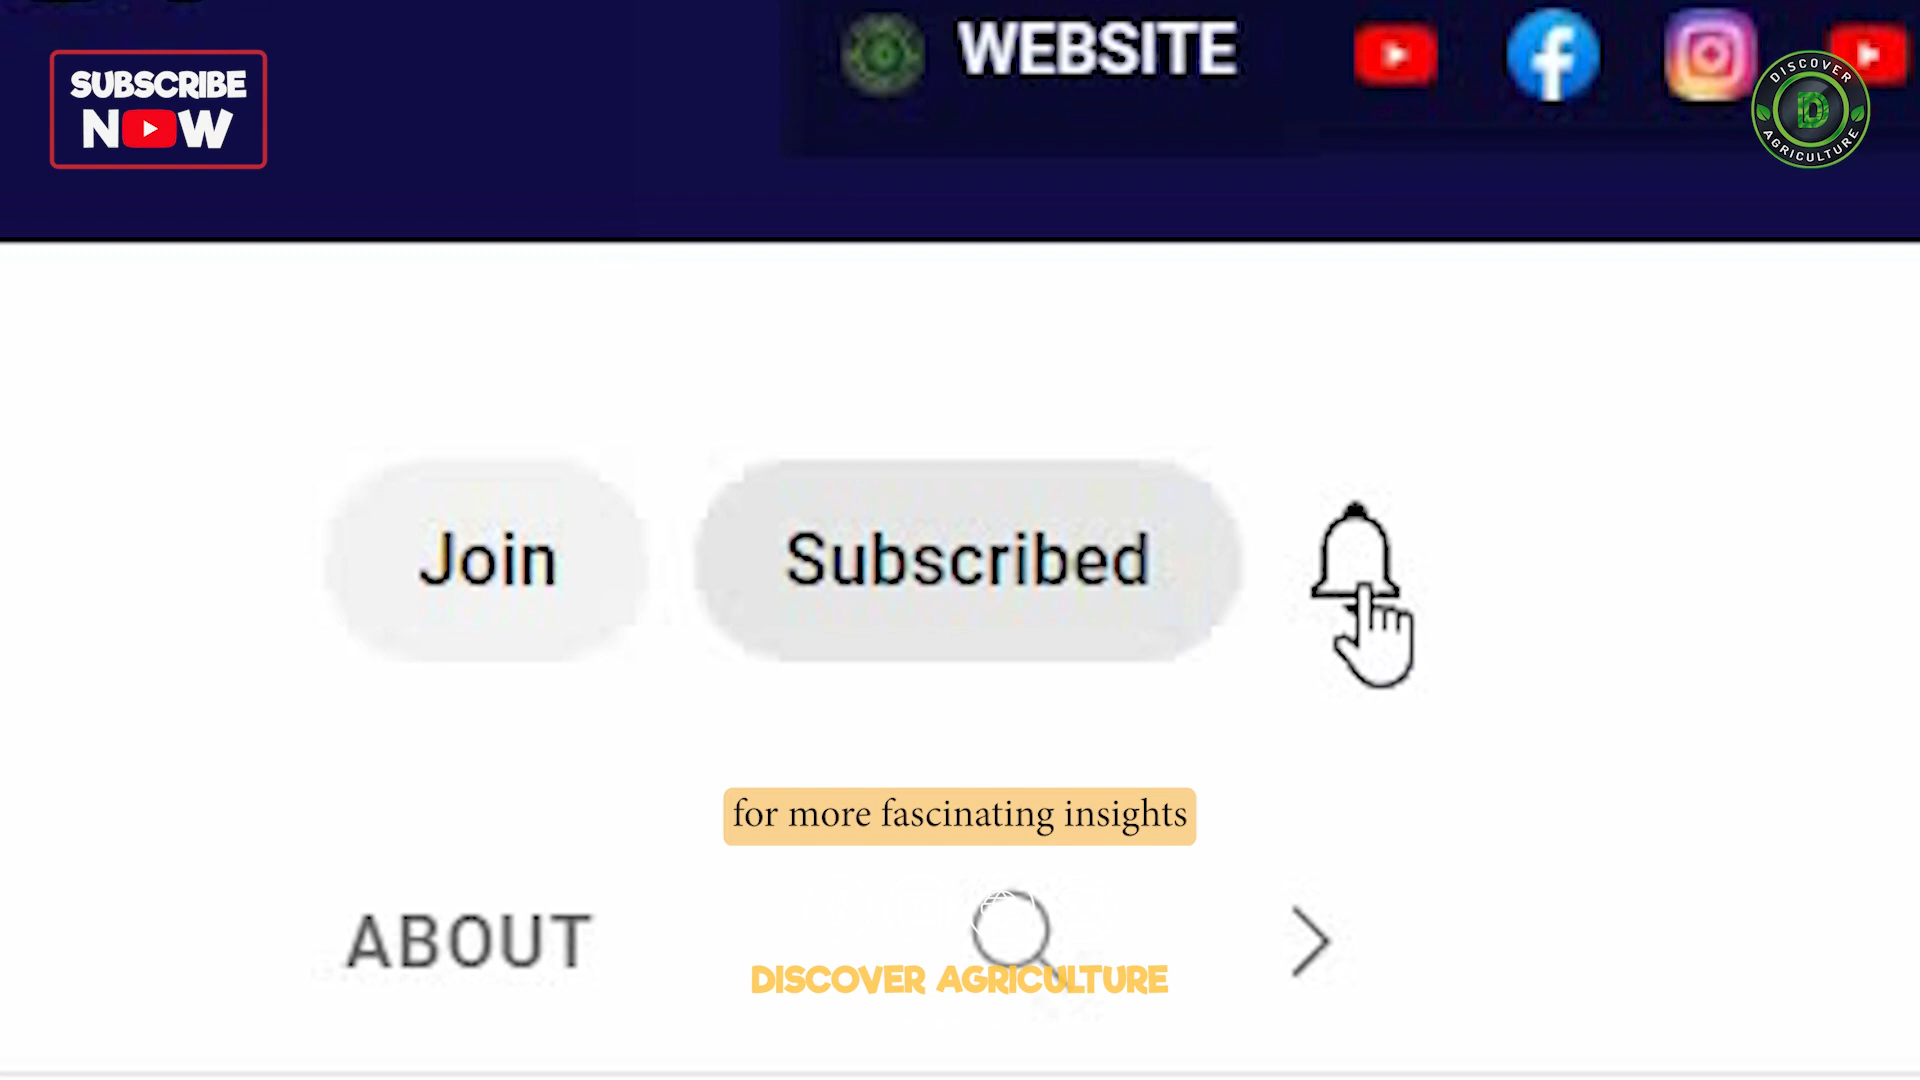 WEBSITE
SUBSCRIBE
NOW
DISCOVER
D
AGRICULTURE
Join
Subscribed
for more fascinating insights
ABOUT
DISCOVER AGRICULTURE